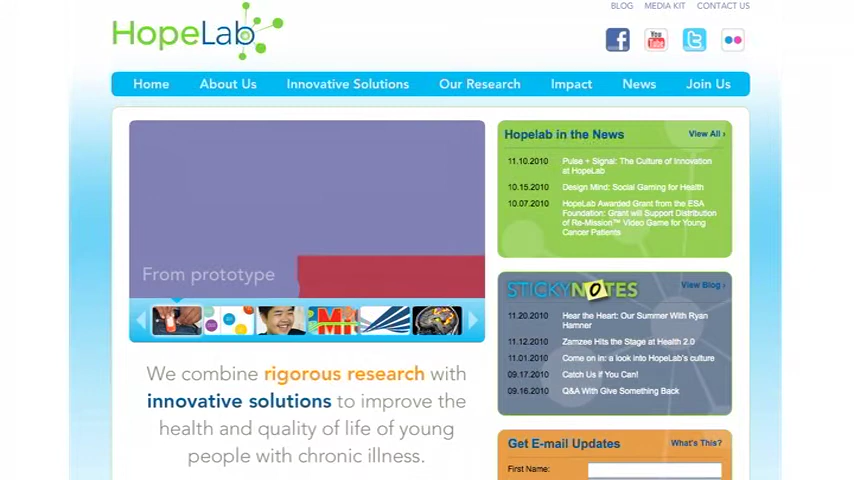 BLOG MEDIA KIT CONTACT US
HopeLab
Home About Us Innovative Solutions Our Research Impact News Join Us
From prototype
We combine rigorous research with
innovative solutions to improve the
health and quality of life of young
people with chronic illness.
Hopelab in the News View All ›
11.10.2010 Pulse + Signal: The Culture of Innovation
at HopeLab
10.15.2010 Design Mind: Social Gaming for Health
10.07.2010 HopeLab Awarded Grant from the ESA
Foundation: Grant will Support Distribution
of Re-Mission™ Video Game for Young
Cancer Patients
STICKYNOTES View Blog ›
11.20.2010 Hear the Heart: Our Summer With Ryan
Hamner
11.12.2010 Zamzee Hits the Stage at Health 2.0
11.01.2010 Come on in: a look into HopeLab's culture
09.17.2010 Catch Us if You Can!
09.16.2010 Q&A With Give Something Back
Get E-mail Updates What's This?
First Name: